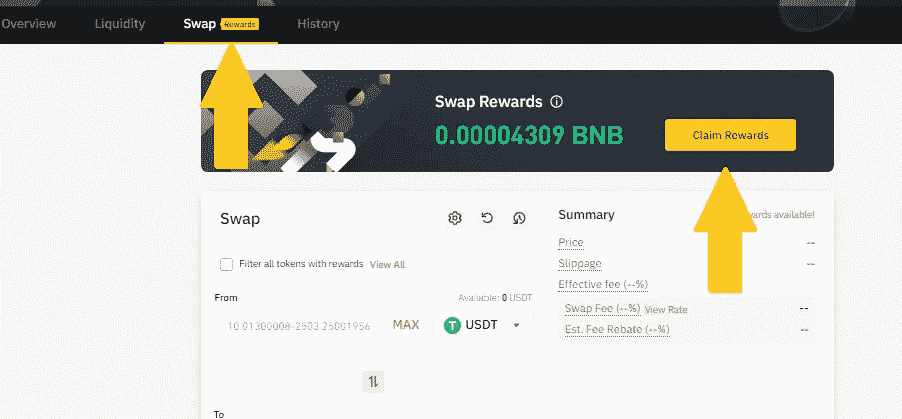 Overview Liquidity Swap Rewards History
Swap Rewards
0.00004309 BNB
Claim Rewards
Swap
Filter all tokens with rewards View All
From
Available: 0 USDT
10.01300008-2503.25001956 MAX USDT
To
Summary
available!
Price --
Slippage --
Effective fee (--%)
Swap Fee (--%) View Rate --
Est. Fee Rebate (--%) --